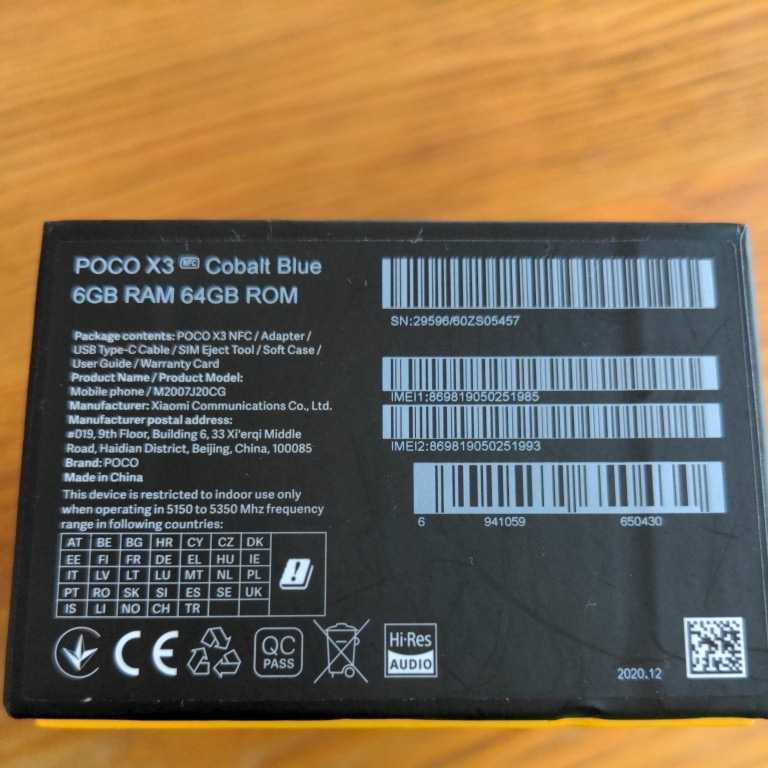 POCO X3 NFC Cobalt Blue
6GB RAM 64GB ROM
Package contents: POCO X3 NFC / Adapter /
USB Type-C Cable / SIM Eject Tool / Soft Case /
User Guide / Warranty Card
Product Name / Product Model:
Mobile phone / M2007J20CG
Manufacturer: Xiaomi Communications Co., Ltd.
Manufacturer postal address:
#019, 9th Floor, Building 6, 33 Xi'erqi Middle
Road, Haidian District, Beijing, China, 100085
Brand: POCO
Made in China
This device is restricted to indoor use only
when operating in 5150 to 5350 Mhz frequency
range in following countries:
AT BE BG HR CY CZ DK
EE FI FR DE EL HU IE
IT LV LT LU MT NL PL
PT RO SK SI ES SE UK
IS LI NO CH TR
SN:29596/60ZS05457
IMEI1:869819050251985
IMEI2:869819050251993
6 941059 650430
CE
QC
PASS
Hi-Res
AUDIO
2020.12